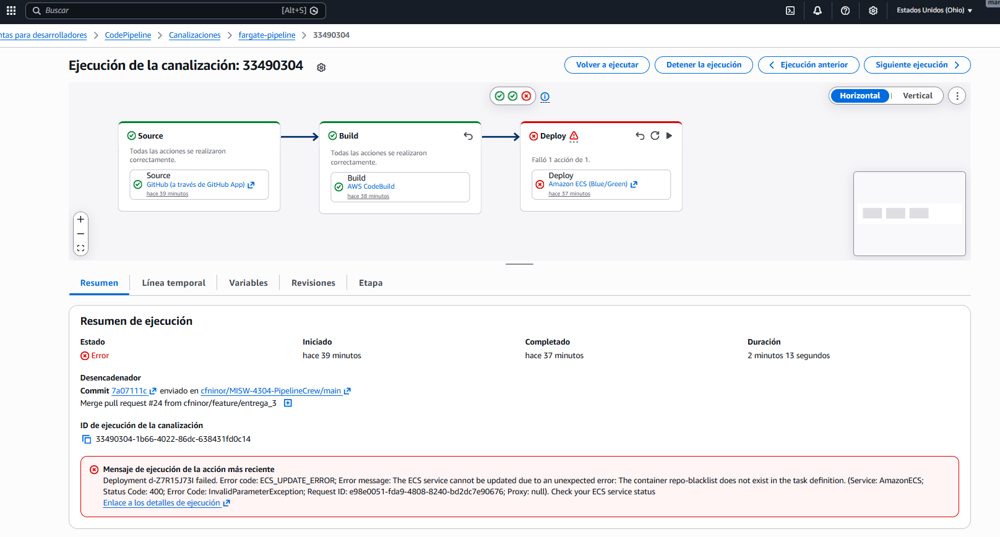 Buscar
[Alt+S]
Estados Unidos (Ohio)
ntas para desarrolladores
CodePipeline
Canalizaciones
fargate-pipeline
33490304
Ejecución de la canalización: 33490304
Volver a ejecutar
Detener la ejecución
Ejecución anterior
Siguiente ejecución
Horizontal
Vertical
Source
Todas las acciones se realizaron
correctamente.
Source
GitHub (a través de GitHub App)
hace 39 minutos
Build
Todas las acciones se realizaron
correctamente.
Build
AWS CodeBuild
hace 38 minutos
Deploy
Falló 1 acción de 1.
Deploy
Amazon ECS (Blue/Green)
hace 37 minutos
Resumen
Línea temporal
Variables
Revisiones
Etapa
Resumen de ejecución
Estado
Error
Iniciado
hace 39 minutos
Completado
hace 37 minutos
Duración
2 minutos 13 segundos
Desencadenador
Commit 7a07111c enviado en cfninor/MISW-4304-PipelineCrew/main
Merge pull request #24 from cfninor/feature/entrega_3
ID de ejecución de la canalización
33490304-1b66-4022-86dc-638431fd0c14
Mensaje de ejecución de la acción más reciente
Deployment d-Z7R15J73I failed. Error code: ECS_UPDATE_ERROR; Error message: The ECS service cannot be updated due to an unexpected error: The container repo-blacklist does not exist in the task definition. (Service: AmazonECS;
Status Code: 400; Error Code: InvalidParameterException; Request ID: e98e0051-fda9-4808-8240-bd2dc7e90676; Proxy: null). Check your ECS service status
Enlace a los detalles de ejecución